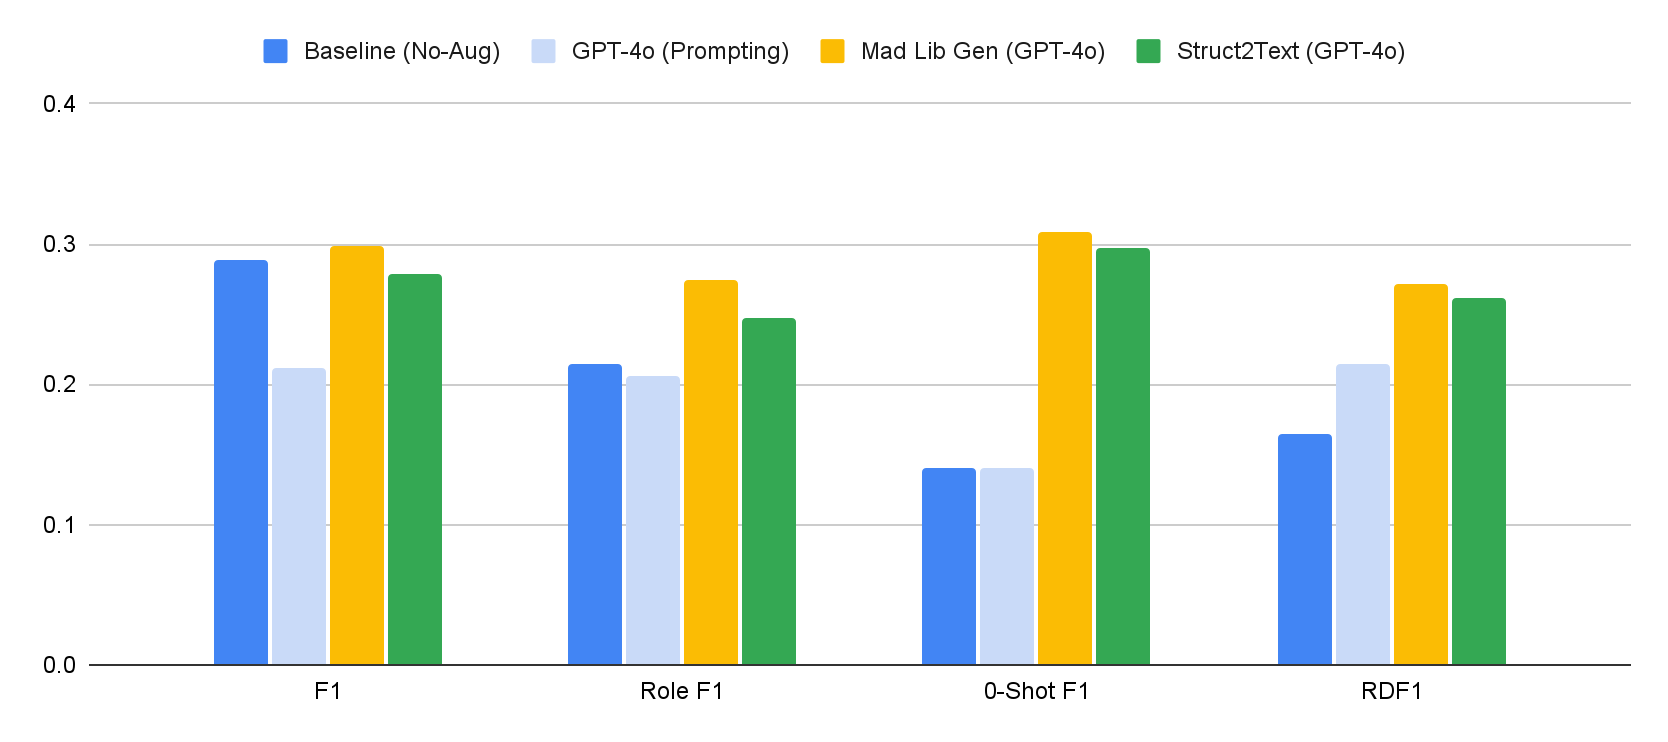 Baseline (No-Aug) GPT-4o (Prompting) Mad Lib Gen (GPT-4o) Struct2Text (GPT-4o)
0.4
0.3
0.2
0.1
0.0
F1 Role F1 0-Shot F1 RDF1